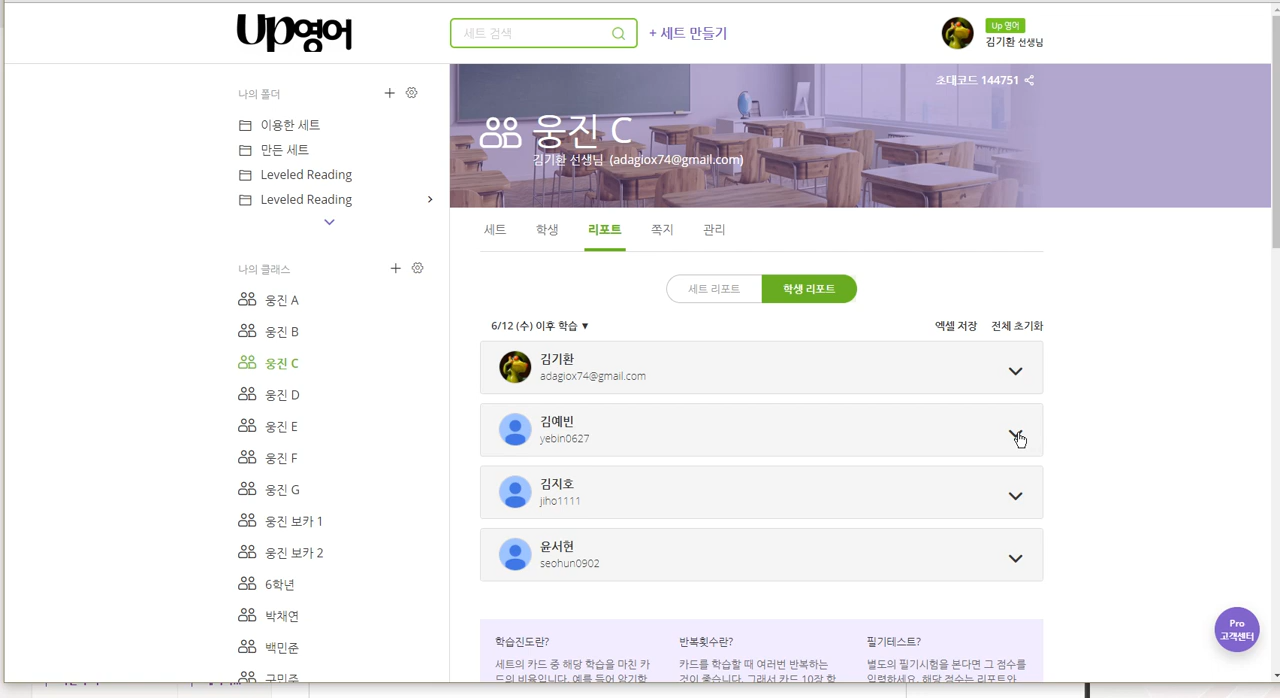 Up영어
세트 검색
+ 세트 만들기
Up 영어
김기환 선생님
나의 폴더
이용한 세트
만든 세트
Leveled Reading
Leveled Reading
나의 클래스
웅진 A
웅진 B
웅진 C
웅진 D
웅진 E
웅진 F
웅진 G
웅진 보카 1
웅진 보카 2
6학년
박채연
백민준
구민준
초대코드 144751
웅진 C
김기환 선생님 (adagiox74@gmail.com)
세트 학생 리포트 쪽지 관리
세트 리포트 학생 리포트
6/12 (수) 이후 학습 ▼
엑셀 저장 전체 초기화
김기환
adagiox74@gmail.com
김예빈
yebin0627
김지호
jiho1111
윤서현
seohun0902
학습진도란?
세트의 카드 중 해당 학습을 마친 카
드의 비율입니다. 예를 들어 암기학
반복횟수란?
카드를 학습할 때 여러번 반복하는
것이 좋습니다. 그래서 카드 10장 학
필기테스트?
별도의 필기시험을 본다면 그 점수를
입력하세요. 해당 점수는 리포트와
Pro
고객센터